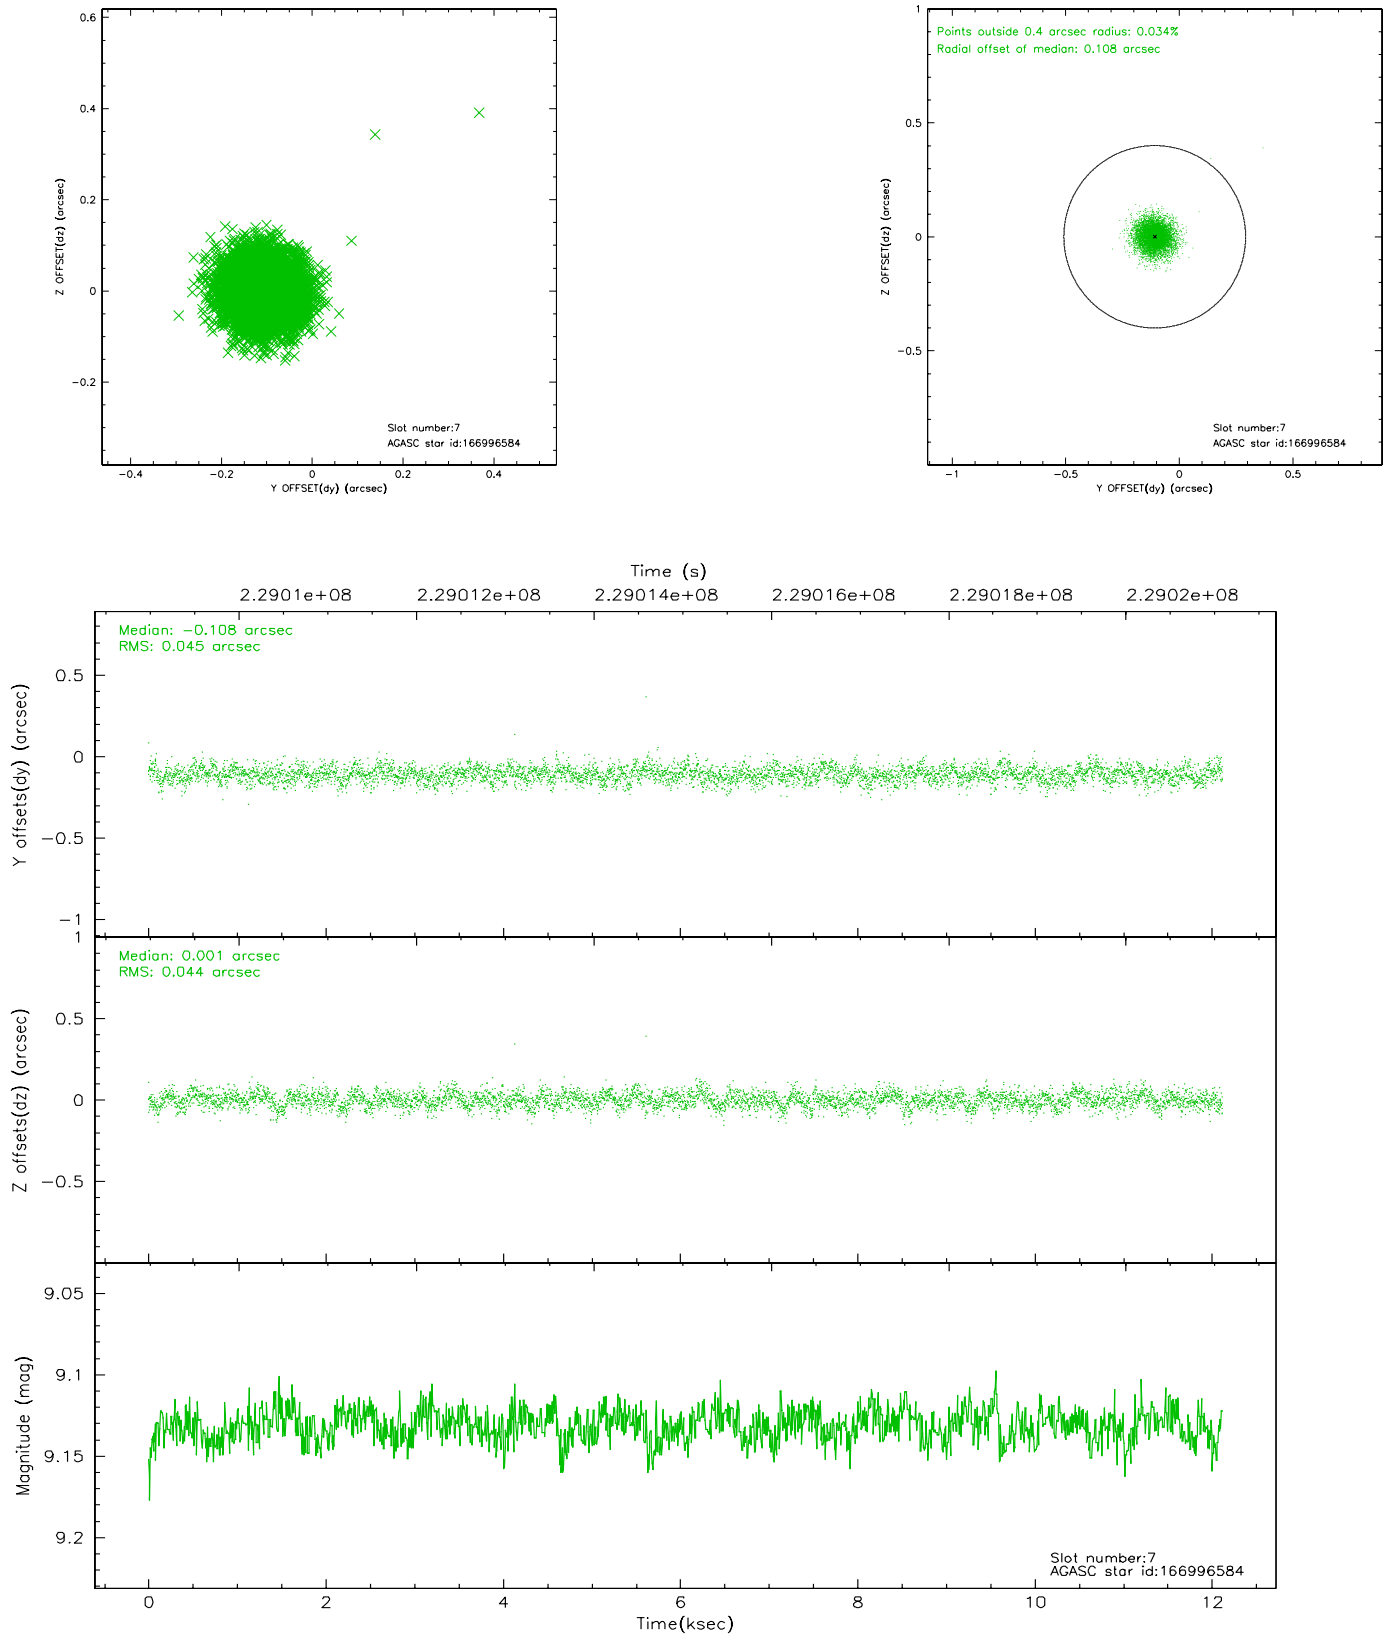 0.6
0.4
0.2
0
−0.2
Z OFFSET(dz) (arcsec)
Slot number:7
AGASC star id:166996584
−0.4 −0.2 0 0.2 0.4
Y OFFSET(dy) (arcsec)
Points outside 0.4 arcsec radius: 0.034%
Radial offset of median: 0.108 arcsec
1
0.5
0
−0.5
Z OFFSET(dz) (arcsec)
Slot number:7
AGASC star id:166996584
−1 −0.5 0 0.5
Y OFFSET(dy) (arcsec)
Time (s)
2.2901e+08 2.29012e+08 2.29014e+08 2.29016e+08 2.29018e+08 2.2902e+08
Median: −0.108 arcsec
RMS: 0.045 arcsec
0.5
0
−0.5
−1
Y offsets(dy) (arcsec)
1
Median: 0.001 arcsec
RMS: 0.044 arcsec
0.5
0
−0.5
Z offsets(dz) (arcsec)
9.05
9.1
9.15
9.2
Magnitude (mag)
Slot number:7
AGASC star id:166996584
0 2 4 6 8 10 12
Time(ksec)